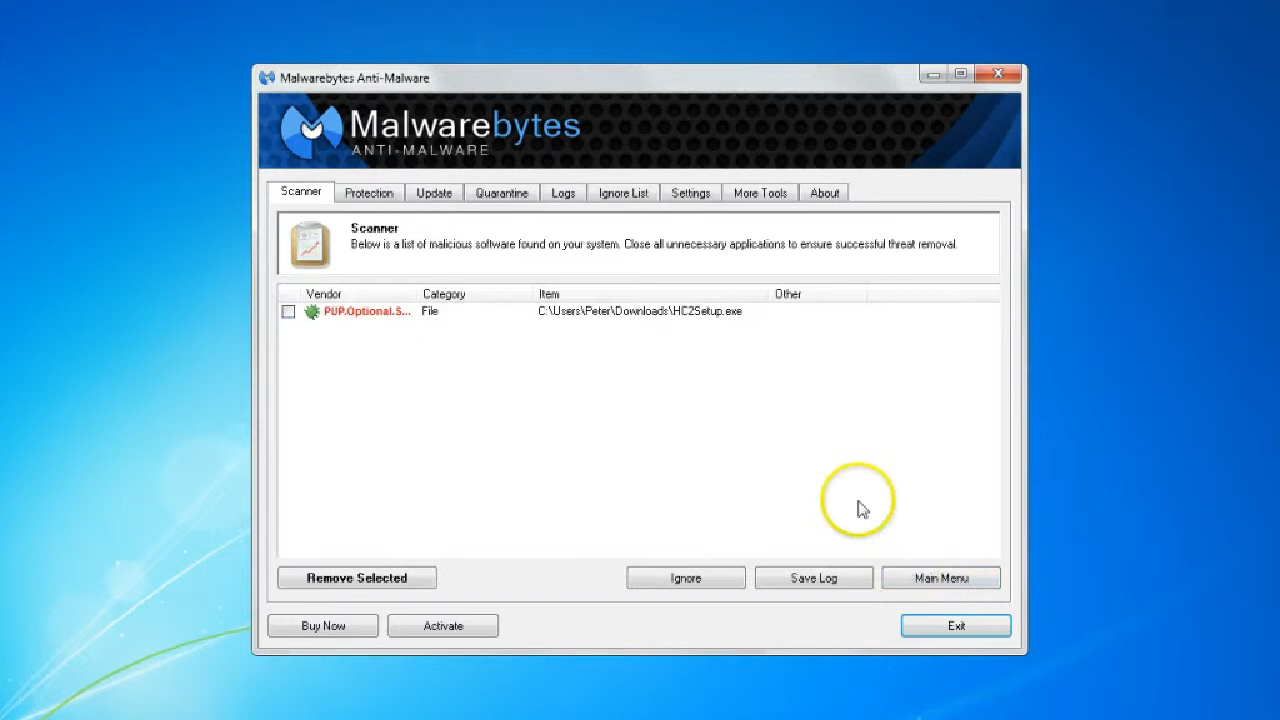 Malwarebytes Anti-Malware
Malwarebytes
ANTI-MALWARE
Scanner Protection Update Quarantine Logs Ignore List Settings More Tools About
Scanner
Below is a list of malicious software found on your system. Close all unnecessary applications to ensure successful threat removal.
Vendor Category Item Other
PUP.Optional.S... File C:\Users\Peter\Downloads\HC2Setup.exe
Remove Selected Ignore Save Log Main Menu
Buy Now Activate Exit